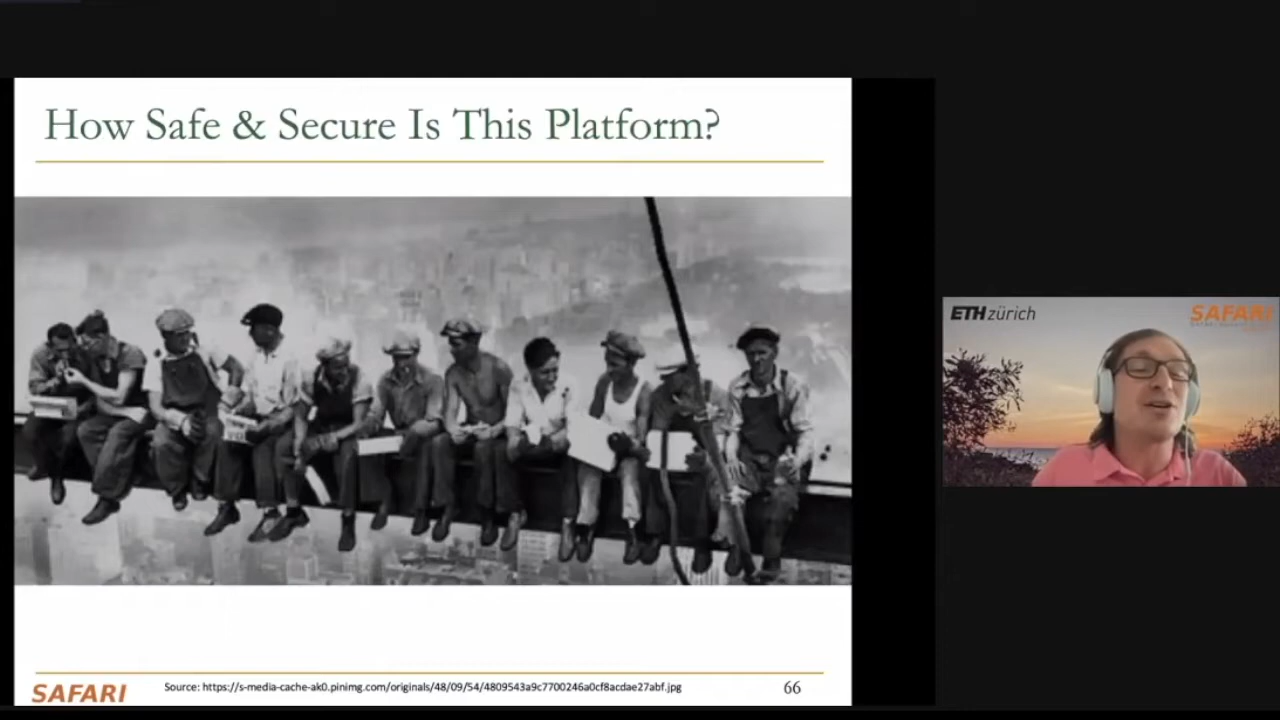 How Safe & Secure Is This Platform?
ETH zürich
SAFARI
SAFARI
Source: https://s-media-cache-ak0.pinimg.com/originals/48/09/54/4809543a9c7700246a0cf8acdae27abf.jpg
66